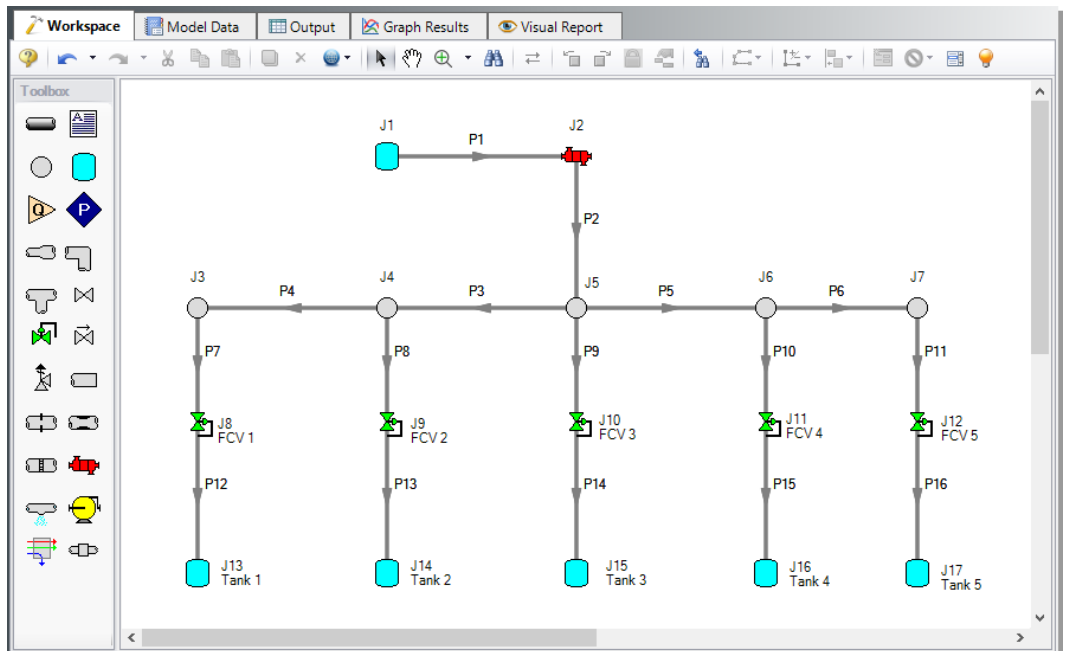 Workspace Model Data Output Graph Results Visual Report
Toolbox
A
Q P
J1 P1 J2
P2
J3 P4 J4 P3 J5 P5 J6 P6 J7
P7 P8 P9 P10 P11
J8 J9 J10 J11 J12
FCV 1 FCV 2 FCV 3 FCV 4 FCV 5
P12 P13 P14 P15 P16
J13 J14 J15 J16 J17
Tank 1 Tank 2 Tank 3 Tank 4 Tank 5